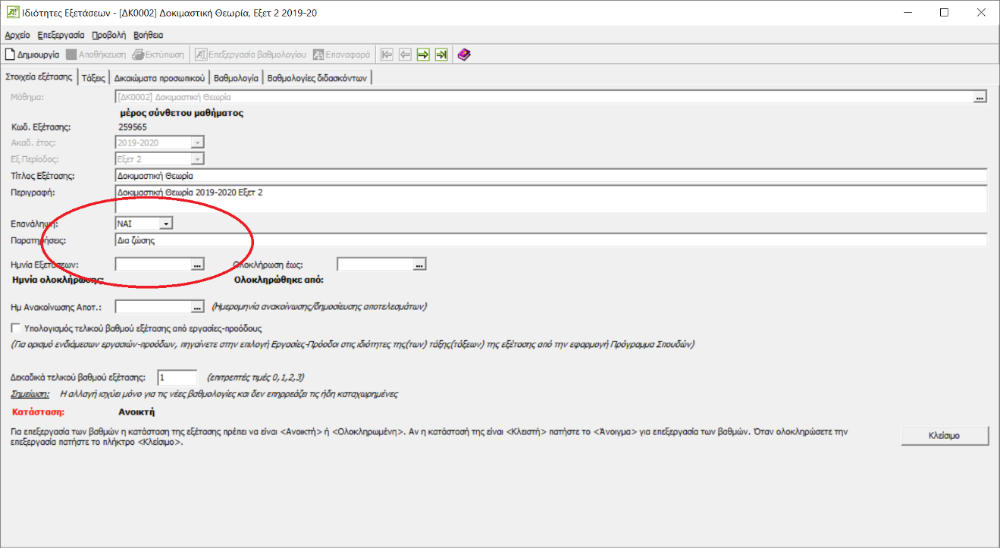 Ιδιότητες Εξετάσεων - [ΔΚ0002] Δοκιμαστική Θεωρία, Εξετ 2 2019-20
Αρχείο Επεξεργασία Προβολή Βοήθεια
Δημιουργία Αποθήκευση Εκτύπωση Επεξεργασία βαθμολογίου Επαναφορά
Στοιχεία εξέτασης Τάξεις Δικαιώματα προσωπικού Βαθμολογία Βαθμολογίες διδασκόντων
Μάθημα: [ΔΚ0002] Δοκιμαστική Θεωρία ...
μέρος σύνθετου μαθήματος
Κωδ. Εξέτασης: 259565
Ακαδ. έτος: 2019-2020
Εξ Περίοδος: Εξετ 2
Τίτλος Εξέτασης: Δοκιμαστική Θεωρία
Περιγραφή: Δοκιμαστική Θεωρία 2019-2020 Εξετ 2
Επανάληψη: ΝΑΙ
Παρατηρήσεις: Δια ζώσης
Ημνία Εξετάσεων: ... Ολοκλήρωση έως: ...
Ημνία ολοκλήρωσης: Ολοκληρώθηκε από:
Ημ Ανακοίνωσης Αποτ.: ... (Ημερομηνία ανακοίνωσης/δημοσίευσης αποτελεσμάτων)
Υπολογισμός τελικού βαθμού εξέτασης από εργασίες-προόδους
(Για ορισμό ενδιάμεσων εργασιών-προόδων, πηγαίνετε στην επιλογή Εργασίες-Πρόοδοι στις ιδιότητες της(των) τάξης(τάξεων) της εξέτασης από την εφαρμογή Πρόγραμμα Σπουδών)
Δεκαδικά τελικού βαθμού εξέτασης: 1 (επιτρεπτές τιμές 0,1,2,3)
Σημείωση: Η αλλαγή ισχύει μόνο για τις νέες βαθμολογίες και δεν επηρρεάζει τις ήδη καταχωρημένες
Κατάσταση: Ανοικτή
Για επεξεργασία των βαθμών η κατάσταση της εξέτασης πρέπει να είναι <Ανοικτή> ή <Ολοκληρωμένη>. Αν η κατάστασή της είναι <Κλειστή> πατήστε το <Άνοιγμα> για επεξεργασία των βαθμών. Όταν ολοκληρώσετε την
επεξεργασία πατήστε το πλήκτρο <Κλείσιμο>.
Κλείσιμο